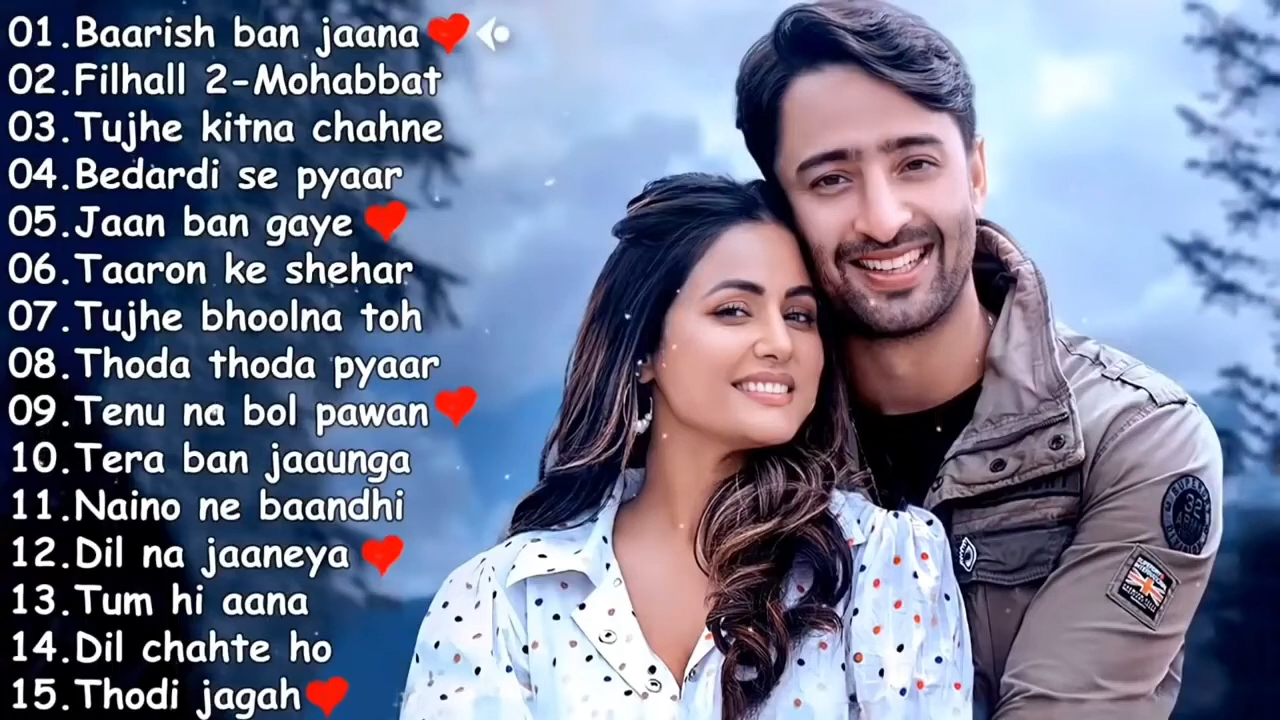 01.Baarish ban jaana
02.Filhall 2-Mohabbat
03.Tujhe kitna chahne
04.Bedardi se pyaar
05.Jaan ban gaye
06.Taaron ke shehar
07.Tujhe bhoolna toh
08.Thoda thoda pyaar
09.Tenu na bol pawan
10.Tera ban jaaunga
11.Naino ne baandhi
12.Dil na jaaneya
13.Tum hi aana
14.Dil chahte ho
15.Thodi jagah